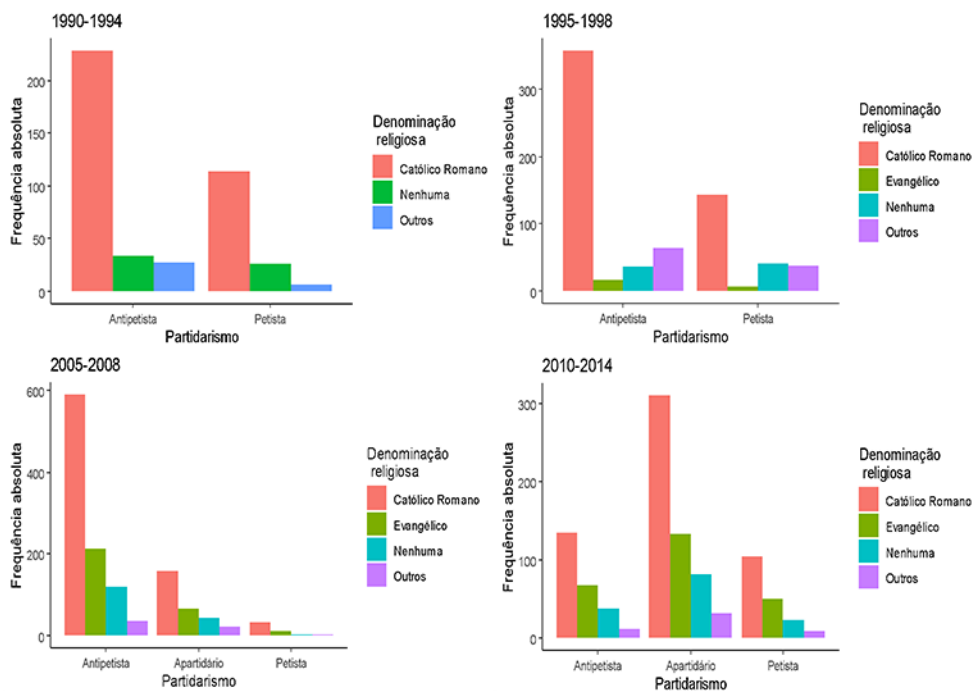 1990-1994
Frequência absoluta
200
150
100
50
0
Antipetista
Petista
Partidarismo
Denominação
religiosa
Católico Romano
Nenhuma
Outros
1995-1998
Frequência absoluta
300
200
100
0
Antipetista
Petista
Partidarismo
Denominação
religiosa
Católico Romano
Evangélico
Nenhuma
Outros
2005-2008
Frequência absoluta
600
400
200
0
Antipetista
Apartidário
Petista
Partidarismo
Denominação
religiosa
Católico Romano
Evangélico
Nenhuma
Outros
2010-2014
Frequência absoluta
300
200
100
0
Antipetista
Apartidário
Petista
Partidarismo
Denominação
religiosa
Católico Romano
Evangélico
Nenhuma
Outros